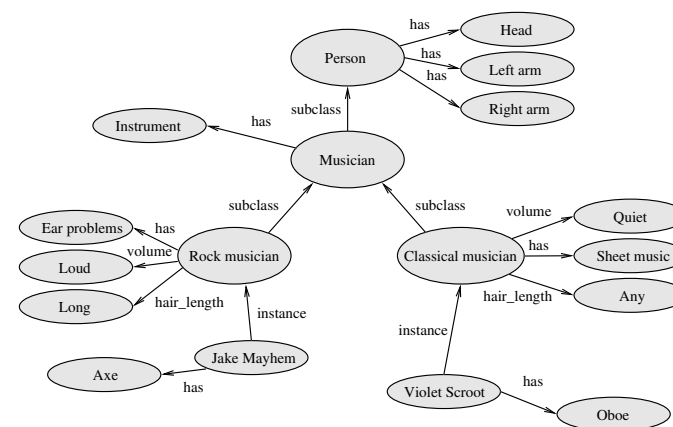 has
Head
Person
has
Left arm
has
Right arm
subclass
Instrument
has
Musician
subclass
subclass
Ear problems
has
volume
Loud
Rock musician
Long
hair_length
volume
Quiet
Classical musician
has
Sheet music
hair_length
Any
instance
instance
Jake Mayhem
Axe
has
Violet Scroot
has
Oboe